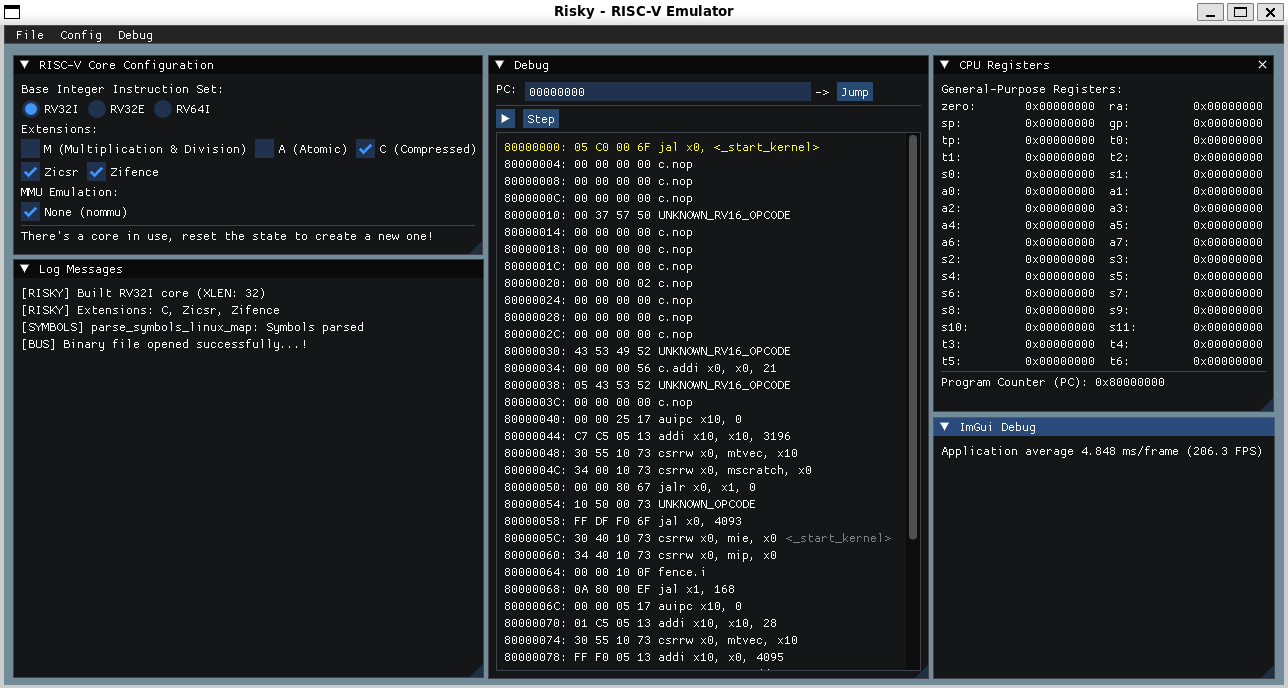 Risky - RISC-V Emulator
File Config Debug
RISC-V Core Configuration
Base Integer Instruction Set:
RV32I RV32E RV64I
Extensions:
M (Multiplication & Division) A (Atomic) C (Compressed)
Zicsr Zifence
MMU Emulation:
None (nommu)
There's a core in use, reset the state to create a new one!
Log Messages
[RISKY] Built RV32I core (XLEN: 32)
[RISKY] Extensions: C, Zicsr, Zifence
[SYMBOLS] parse_symbols_linux_map: Symbols parsed
[BUS] Binary file opened successfully...!
Debug
PC: 00000000 -> Jump
Step
80000000: 05 C0 00 6F jal x0, <_start_kernel>
80000004: 00 00 00 00 c.nop
80000008: 00 00 00 00 c.nop
8000000C: 00 00 00 00 c.nop
80000010: 00 37 57 50 UNKNOWN_RV16_OPCODE
80000014: 00 00 00 00 c.nop
80000018: 00 00 00 00 c.nop
8000001C: 00 00 00 00 c.nop
80000020: 00 00 00 02 c.nop
80000024: 00 00 00 00 c.nop
80000028: 00 00 00 00 c.nop
8000002C: 00 00 00 00 c.nop
80000030: 43 53 49 52 UNKNOWN_RV16_OPCODE
80000034: 00 00 00 56 c.addi x0, x0, 21
80000038: 05 43 53 52 UNKNOWN_RV16_OPCODE
8000003C: 00 00 00 00 c.nop
80000040: 00 00 25 17 auipc x10, 0
80000044: C7 C5 05 13 addi x10, x10, 3196
80000048: 30 55 10 73 csrrw x0, mtvec, x10
8000004C: 34 00 10 73 csrrw x0, mscratch, x0
80000050: 00 00 80 67 jalr x0, x1, 0
80000054: 10 50 00 73 UNKNOWN_OPCODE
80000058: FF DF F0 6F jal x0, 4093
8000005C: 30 40 10 73 csrrw x0, mie, x0 <_start_kernel>
80000060: 34 40 10 73 csrrw x0, mip, x0
80000064: 00 00 10 0F fence.i
80000068: 0A 80 00 EF jal x1, 168
8000006C: 00 00 05 17 auipc x10, 0
80000070: 01 C5 05 13 addi x10, x10, 28
80000074: 30 55 10 73 csrrw x0, mtvec, x10
80000078: FF F0 05 13 addi x10, x0, 4095
CPU Registers
General-Purpose Registers:
zero: 0x00000000 ra: 0x00000000
sp: 0x00000000 gp: 0x00000000
tp: 0x00000000 t0: 0x00000000
t1: 0x00000000 t2: 0x00000000
s0: 0x00000000 s1: 0x00000000
a0: 0x00000000 a1: 0x00000000
a2: 0x00000000 a3: 0x00000000
a4: 0x00000000 a5: 0x00000000
a6: 0x00000000 a7: 0x00000000
s2: 0x00000000 s3: 0x00000000
s4: 0x00000000 s5: 0x00000000
s6: 0x00000000 s7: 0x00000000
s8: 0x00000000 s9: 0x00000000
s10: 0x00000000 s11: 0x00000000
t3: 0x00000000 t4: 0x00000000
t5: 0x00000000 t6: 0x00000000
Program Counter (PC): 0x80000000
ImGui Debug
Application average 4.848 ms/frame (206.3 FPS)